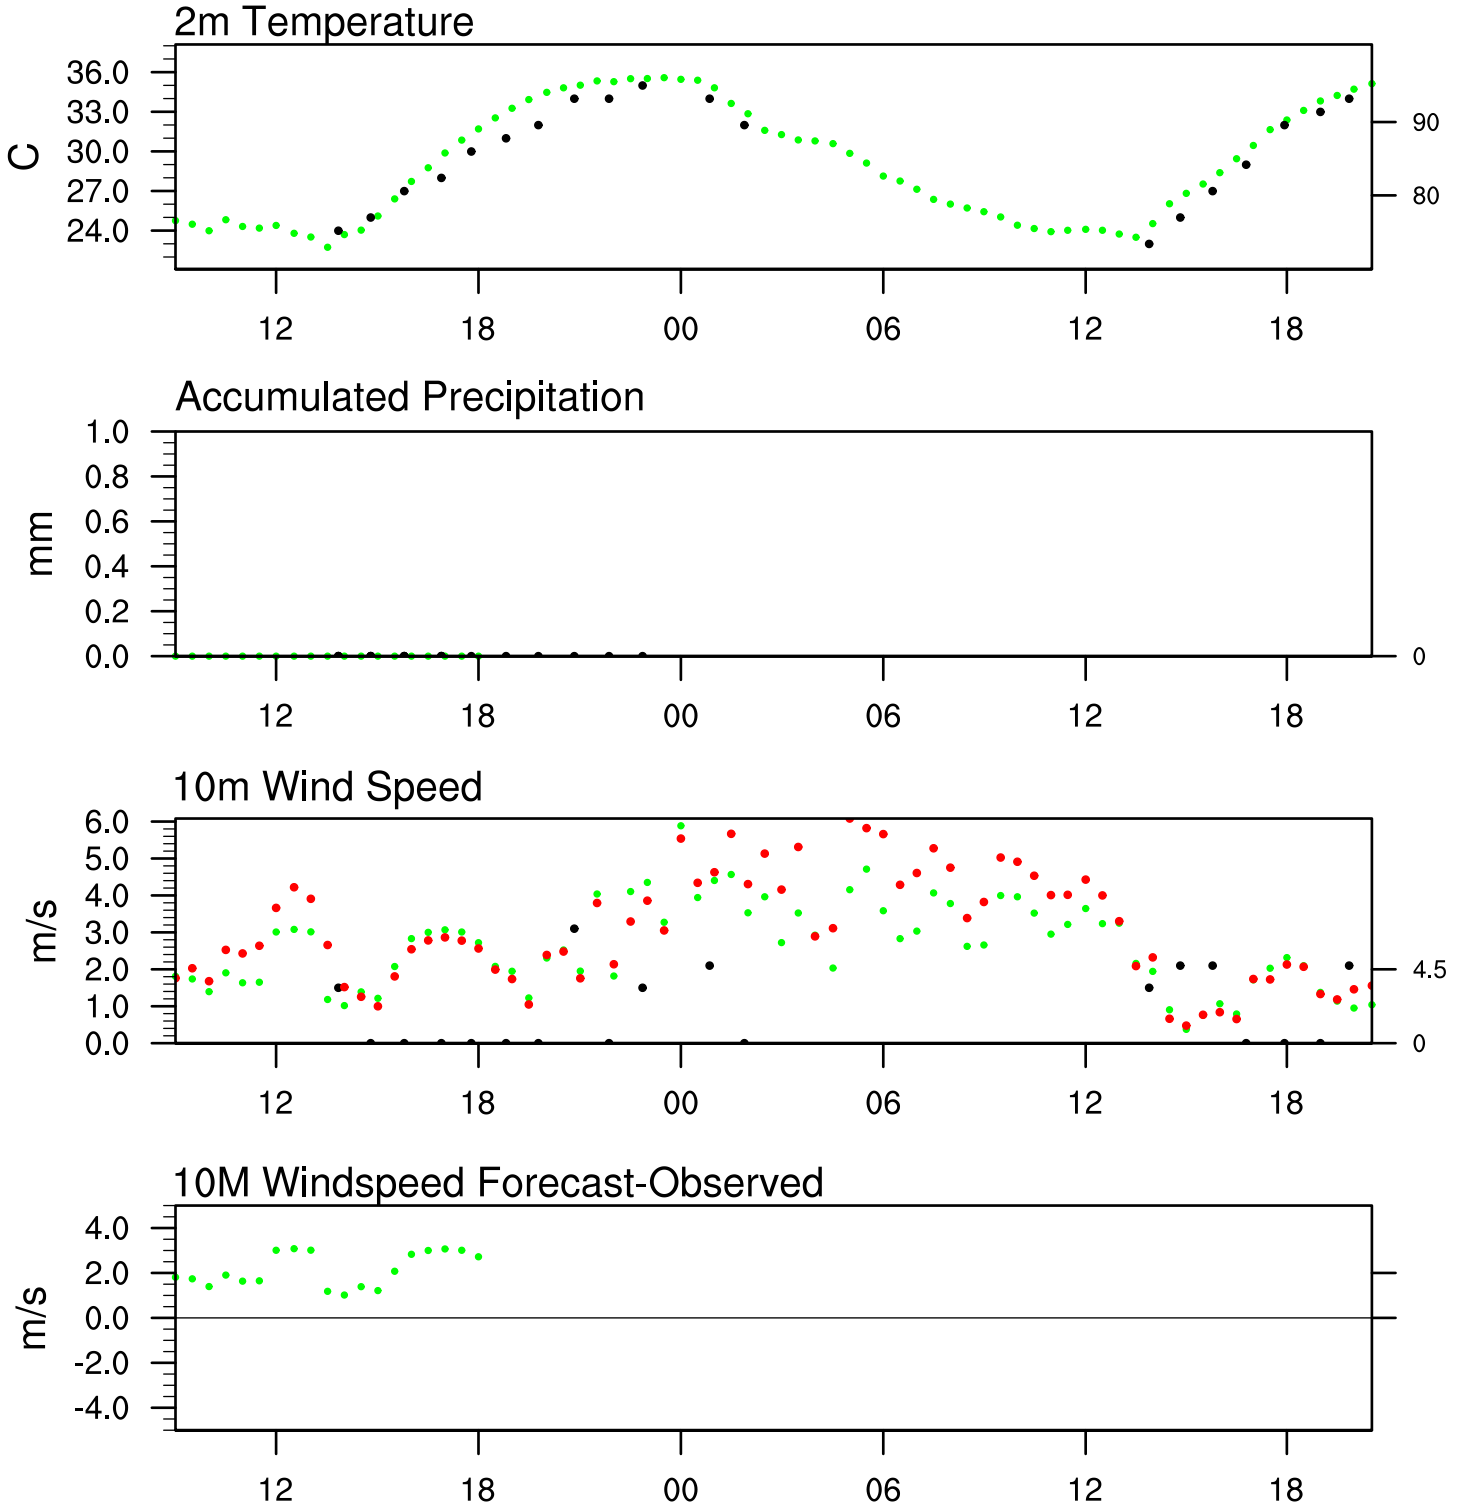 2m Temperature
36.0
33.0
30.0
27.0
24.0
C
90
80
12 18 00 06 12 18
Accumulated Precipitation
1.0
0.8
0.6
0.4
0.2
0.0
mm
0
12 18 00 06 12 18
10m Wind Speed
6.0
5.0
4.0
3.0
2.0
1.0
0.0
m/s
4.5
0
12 18 00 06 12 18
10M Windspeed Forecast-Observed
4.0
2.0
0.0
-2.0
-4.0
m/s
12 18 00 06 12 18